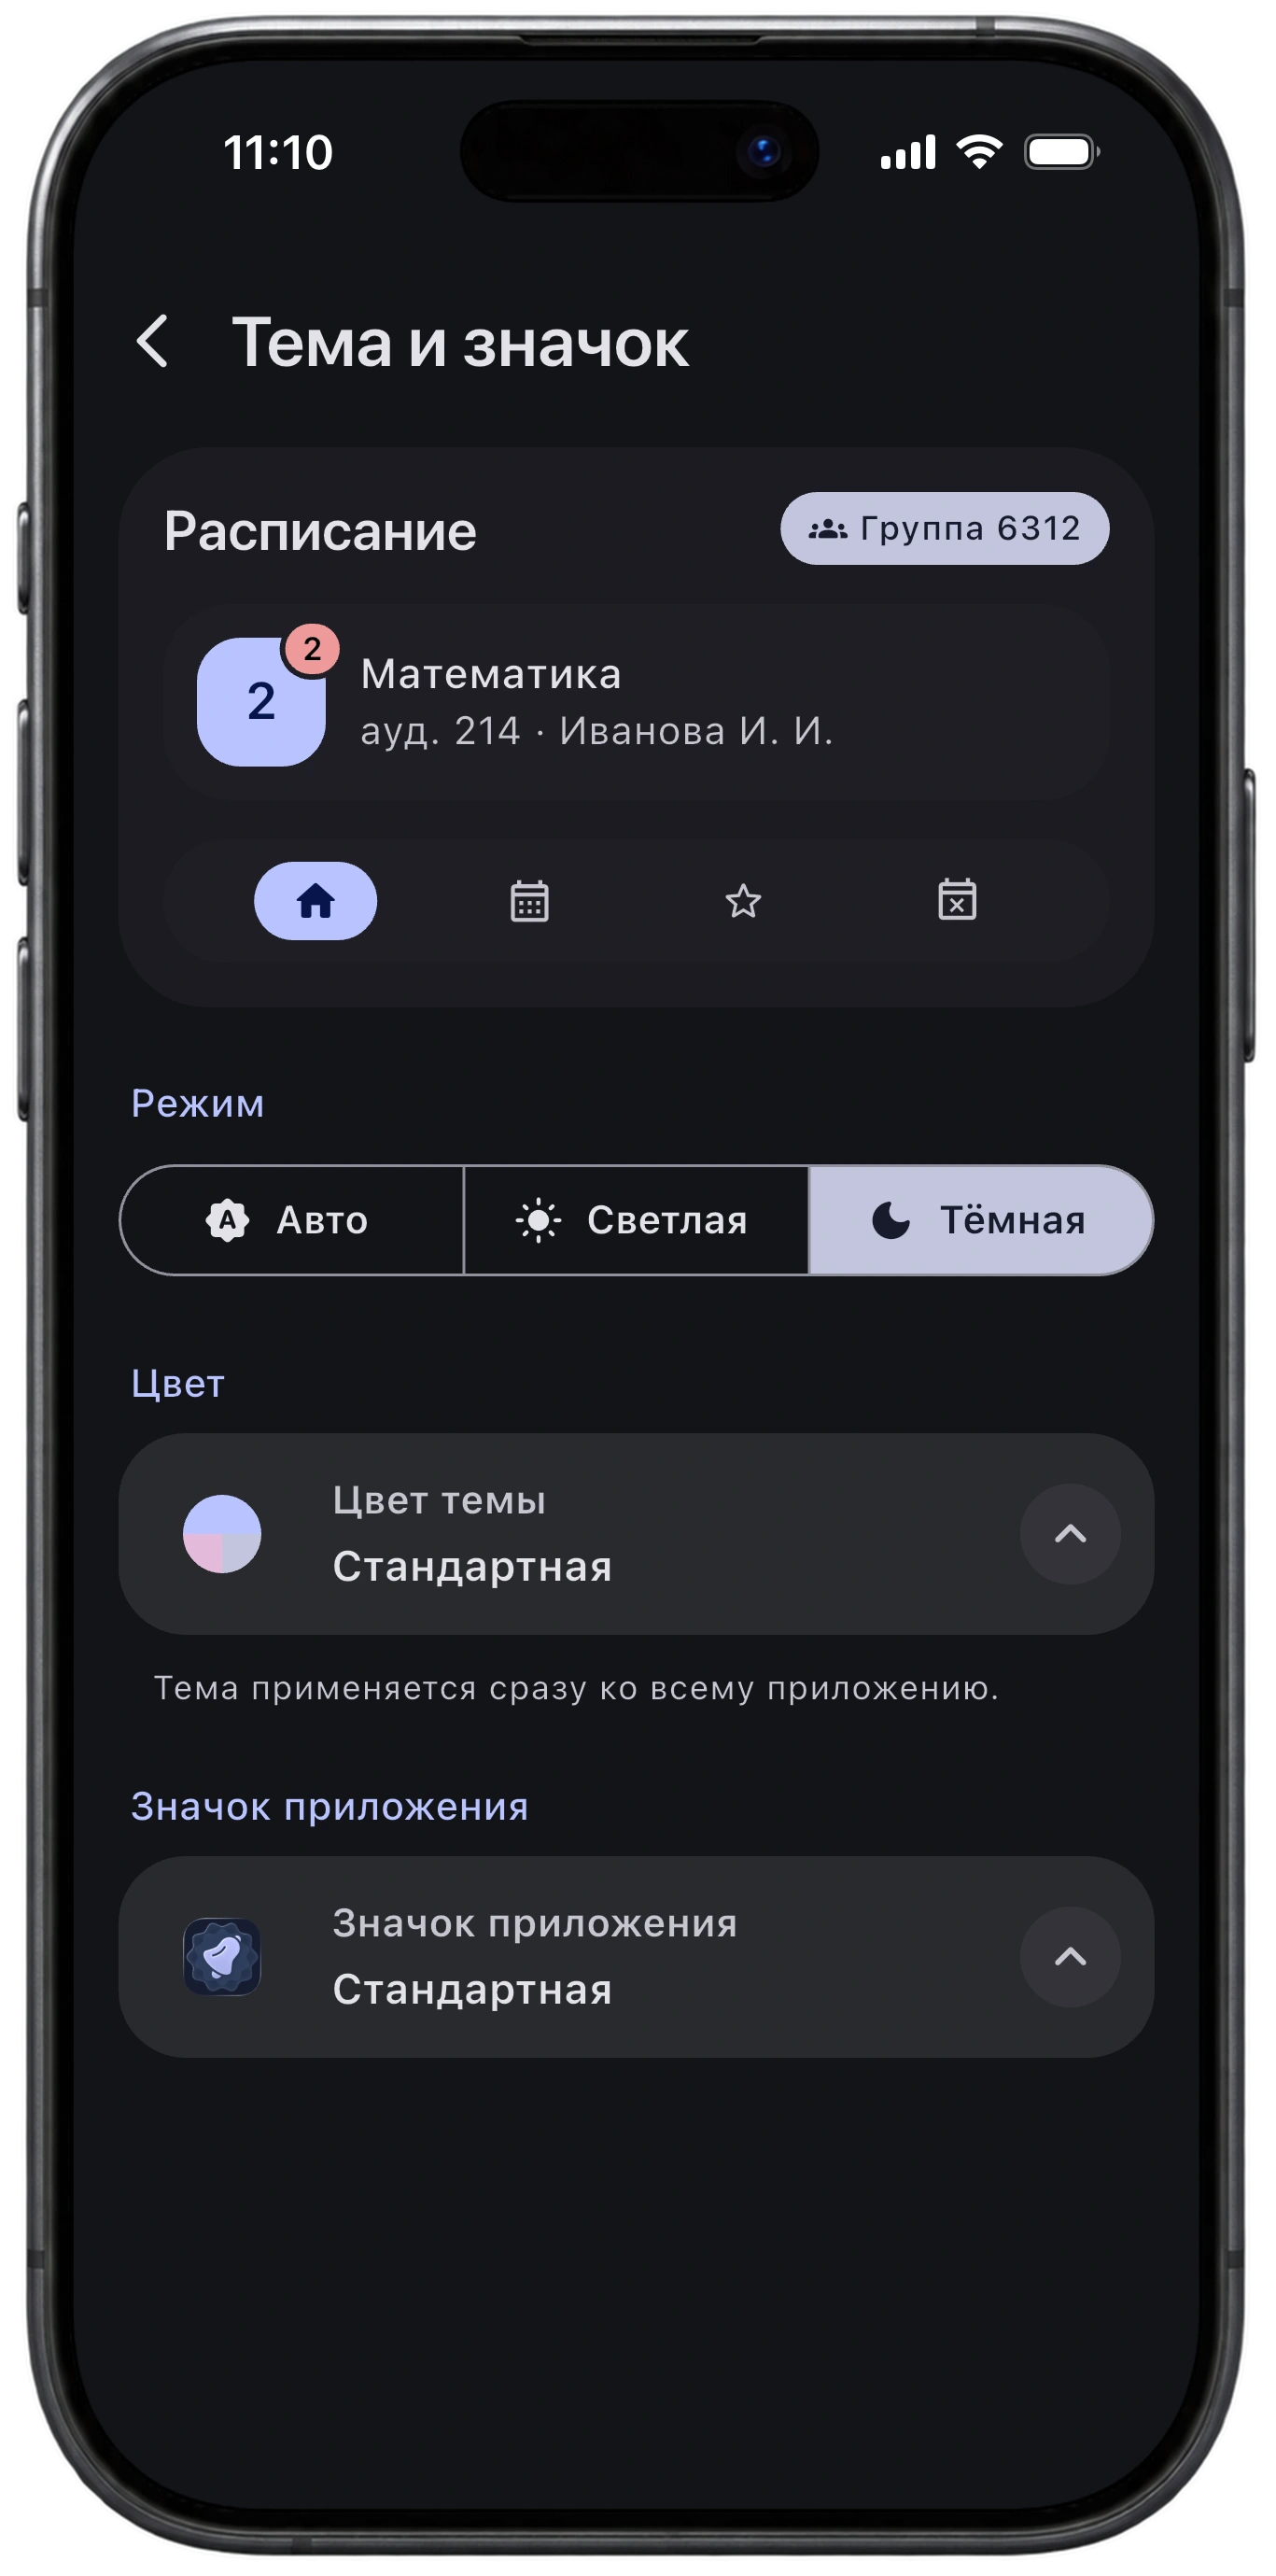 11:10
Тема и значок
Расписание
Группа 6312
2
2
Математика
ауд. 214 · Иванова И. И.
Режим
A Авто
Светлая
Тёмная
Цвет
Цвет темы
Стандартная
Тема применяется сразу ко всему приложению.
Значок приложения
Значок приложения
Стандартная